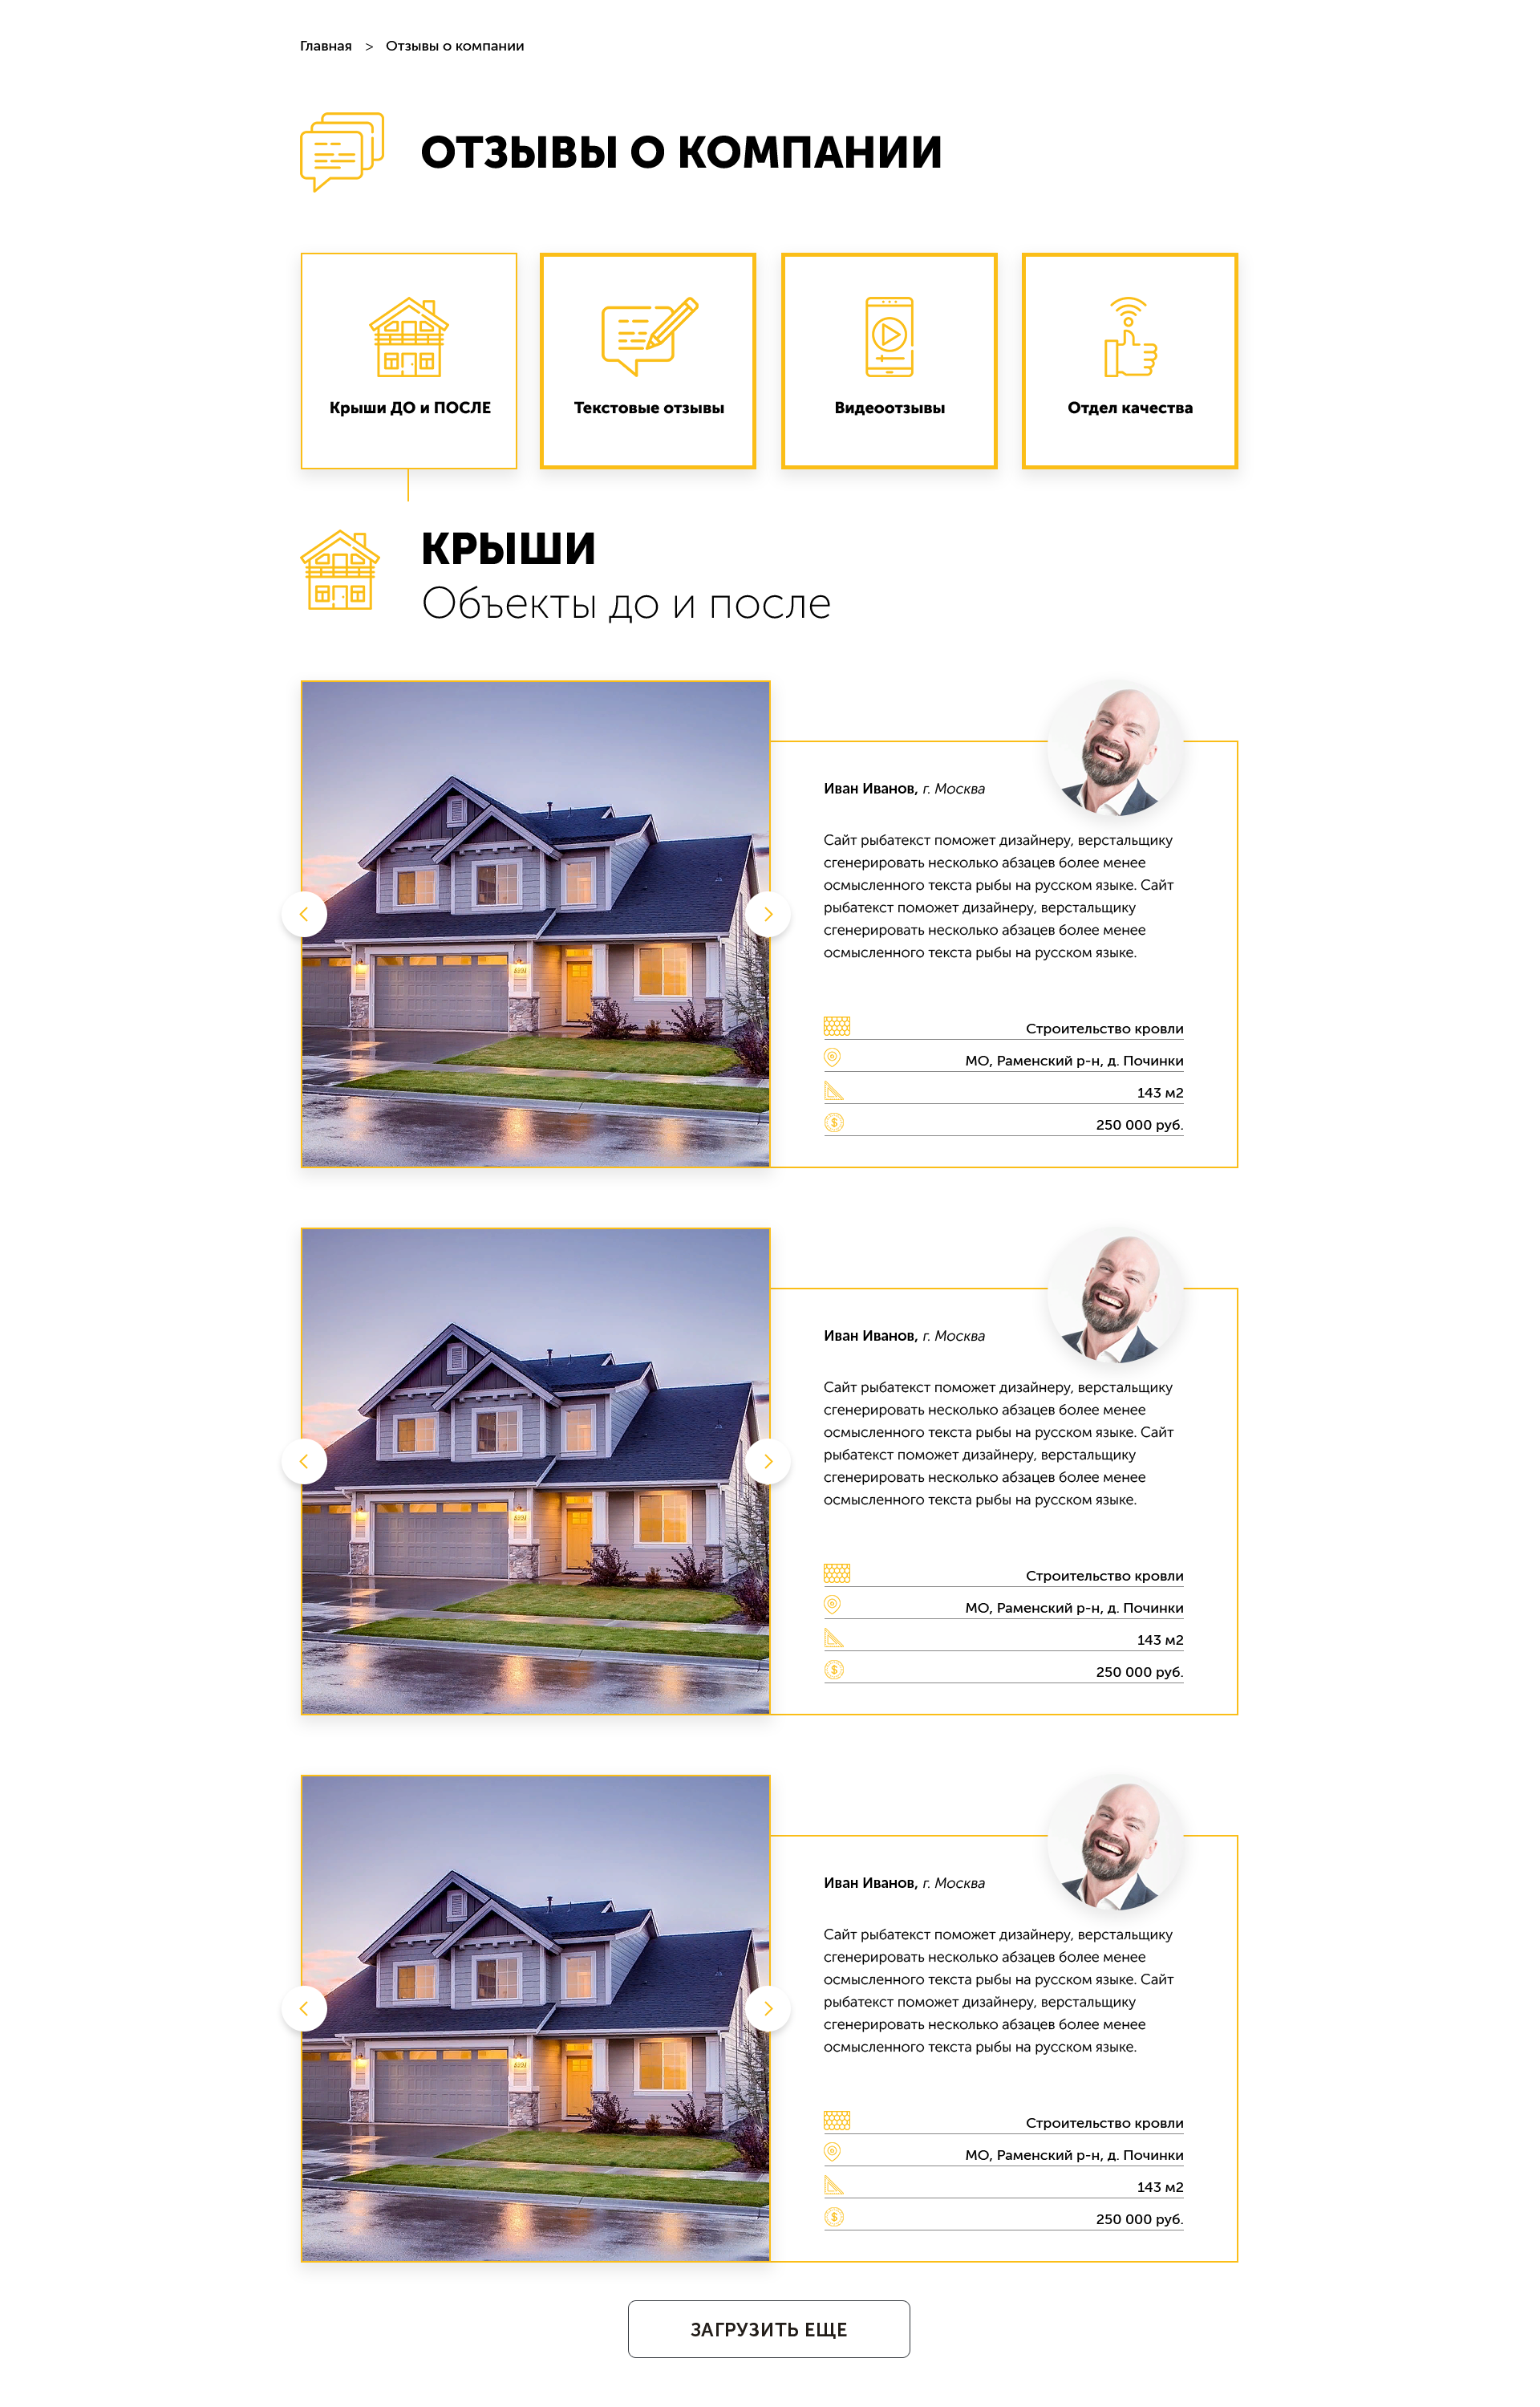 Главная > Отзывы о компании
ОТЗЫВЫ О КОМПАНИИ
Крыши ДО и ПОСЛЕ
Текстовые отзывы
Видеоотзывы
Отдел качества
КРЫШИ
Объекты до и после
Иван Иванов, г. Москва
Сайт рыбатекст поможет дизайнеру, верстальщику
сгенерировать несколько абзацев более менее
осмысленного текста рыбы на русском языке. Сайт
рыбатекст поможет дизайнеру, верстальщику
сгенерировать несколько абзацев более менее
осмысленного текста рыбы на русском языке.
Строительство кровли
МО, Раменский р-н, д. Починки
143 м2
250 000 руб.
Иван Иванов, г. Москва
Сайт рыбатекст поможет дизайнеру, верстальщику
сгенерировать несколько абзацев более менее
осмысленного текста рыбы на русском языке. Сайт
рыбатекст поможет дизайнеру, верстальщику
сгенерировать несколько абзацев более менее
осмысленного текста рыбы на русском языке.
Строительство кровли
МО, Раменский р-н, д. Починки
143 м2
250 000 руб.
Иван Иванов, г. Москва
Сайт рыбатекст поможет дизайнеру, верстальщику
сгенерировать несколько абзацев более менее
осмысленного текста рыбы на русском языке. Сайт
рыбатекст поможет дизайнеру, верстальщику
сгенерировать несколько абзацев более менее
осмысленного текста рыбы на русском языке.
Строительство кровли
МО, Раменский р-н, д. Починки
143 м2
250 000 руб.
ЗАГРУЗИТЬ ЕЩЕ